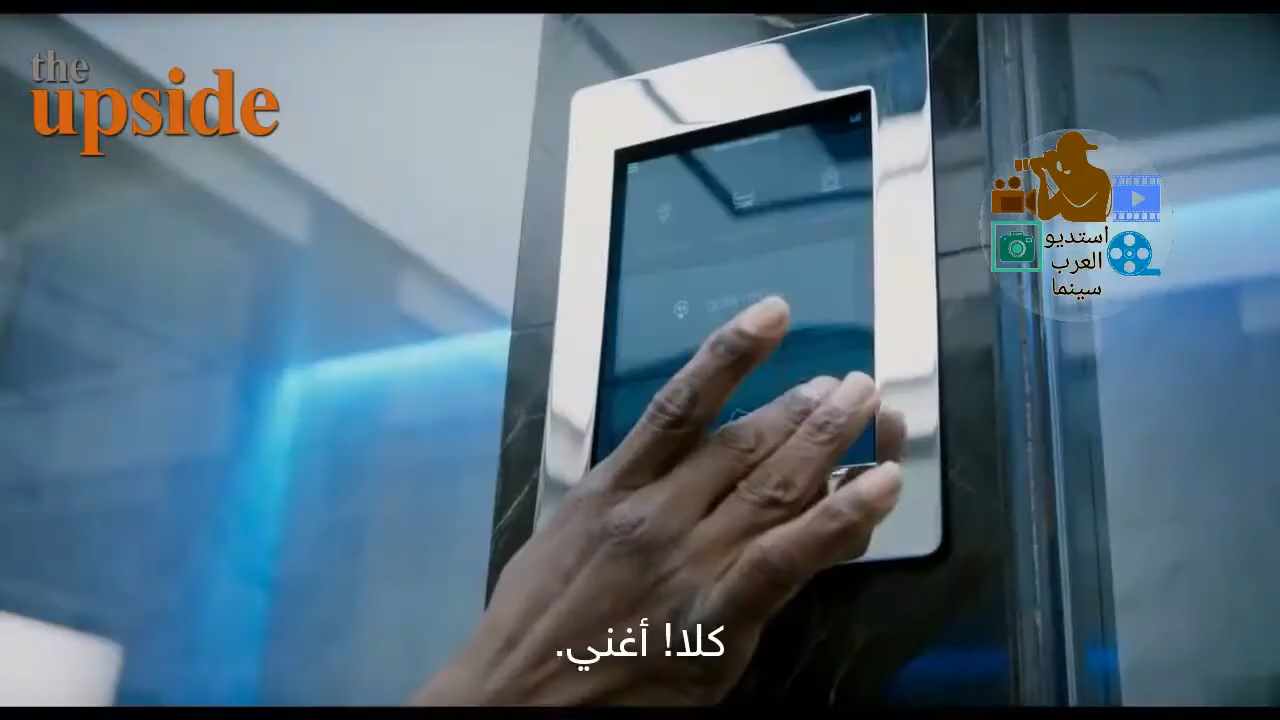 the
upside
استديو
العرب
سينما
كلا! أغني.